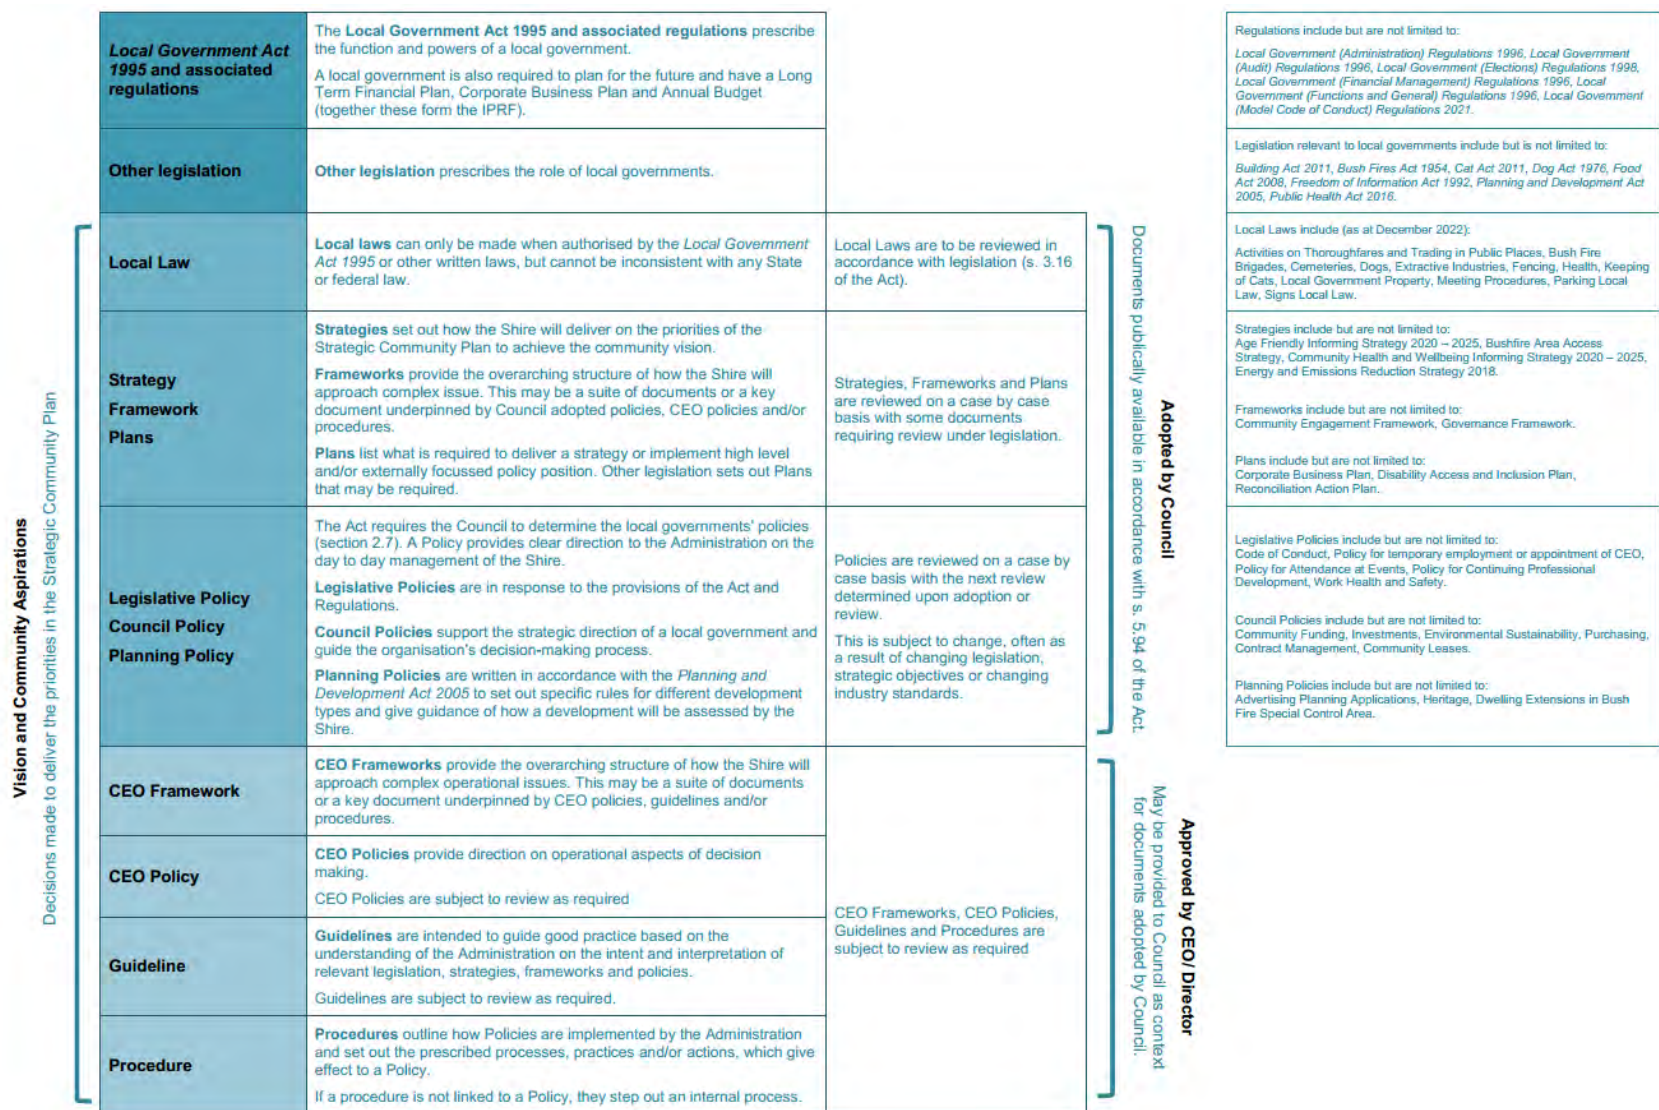 Vision and Community Aspirations
Decisions made to deliver the priorities in the Strategic Community Plan
Local Government Act
1995 and associated
regulations
The Local Government Act 1995 and associated regulations prescribe
the function and powers of a local government.
A local government is also required to plan for the future and have a Long
Term Financial Plan, Corporate Business Plan and Annual Budget
(together these form the IPRF).
Regulations include but are not limited to:
Local Government (Administration) Regulations 1996, Local Government
(Audit) Regulations 1996, Local Government (Elections) Regulations 1998,
Local Government (Financial Management) Regulations 1996, Local
Government (Functions and General) Regulations 1996, Local Government
(Model Code of Conduct) Regulations 2021.
Other legislation
Other legislation prescribes the role of local governments.
Legislation relevant to local governments include but is not limited to:
Building Act 2011, Bush Fires Act 1954, Cat Act 2011, Dog Act 1976, Food
Act 2008, Freedom of Information Act 1992, Planning and Development Act
2005, Public Health Act 2016.
Local Law
Local laws can only be made when authorised by the Local Government
Act 1995 or other written laws, but cannot be inconsistent with any State
or federal law.
Local Laws are to be reviewed in
accordance with legislation (s. 3.16
of the Act).
Local Laws include (as at December 2022):
Activities on Thoroughfares and Trading in Public Places, Bush Fire
Brigades, Cemeteries, Dogs, Extractive Industries, Fencing, Health, Keeping
of Cats, Local Government Property, Meeting Procedures, Parking Local
Law, Signs Local Law.
Strategy
Framework
Plans
Strategies set out how the Shire will deliver on the priorities of the
Strategic Community Plan to achieve the community vision.
Frameworks provide the overarching structure of how the Shire will
approach complex issue. This may be a suite of documents or a key
document underpinned by Council adopted policies, CEO policies and/or
procedures.
Plans list what is required to deliver a strategy or implement high level
and/or externally focussed policy position. Other legislation sets out Plans
that may be required.
Strategies, Frameworks and Plans
are reviewed on a case by case
basis with some documents
requiring review under legislation.
Strategies include but are not limited to:
Age Friendly Informing Strategy 2020 – 2025, Bushfire Area Access
Strategy, Community Health and Wellbeing Informing Strategy 2020 – 2025,
Energy and Emissions Reduction Strategy 2018.
Frameworks include but are not limited to:
Community Engagement Framework, Governance Framework.
Plans include but are not limited to:
Corporate Business Plan, Disability Access and Inclusion Plan,
Reconciliation Action Plan.
Legislative Policy
Council Policy
Planning Policy
The Act requires the Council to determine the local governments' policies
(section 2.7). A Policy provides clear direction to the Administration on the
day to day management of the Shire.
Legislative Policies are in response to the provisions of the Act and
Regulations.
Council Policies support the strategic direction of a local government and
guide the organisation's decision-making process.
Planning Policies are written in accordance with the Planning and
Development Act 2005 to set out specific rules for different development
types and give guidance of how a development will be assessed by the
Shire.
Policies are reviewed on a case by
case basis with the next review
determined upon adoption or
review.
This is subject to change, often as
a result of changing legislation,
strategic objectives or changing
industry standards.
Legislative Policies include but are not limited to:
Code of Conduct, Policy for temporary employment or appointment of CEO,
Policy for Attendance at Events, Policy for Continuing Professional
Development, Work Health and Safety.
Council Policies include but are not limited to:
Community Funding, Investments, Environmental Sustainability, Purchasing,
Contract Management, Community Leases.
Planning Policies include but are not limited to:
Advertising Planning Applications, Heritage, Dwelling Extensions in Bush
Fire Special Control Area.
Documents publically available in accordance with s. 5.94 of the Act.
Adopted by Council
CEO Framework
CEO Frameworks provide the overarching structure of how the Shire will
approach complex operational issues. This may be a suite of documents
or a key document underpinned by CEO policies, guidelines and/or
procedures.
CEO Policy
CEO Policies provide direction on operational aspects of decision
making.
CEO Policies are subject to review as required
Guideline
Guidelines are intended to guide good practice based on the
understanding of the Administration on the intent and interpretation of
relevant legislation, strategies, frameworks and policies.
Guidelines are subject to review as required.
Procedure
Procedures outline how Policies are implemented by the Administration
and set out the prescribed processes, practices and/or actions, which give
effect to a Policy.
If a procedure is not linked to a Policy, they step out an internal process.
CEO Frameworks, CEO Policies,
Guidelines and Procedures are
subject to review as required
Approved by CEO/ Director
May be provided to Council as context
for documents adopted by Council.